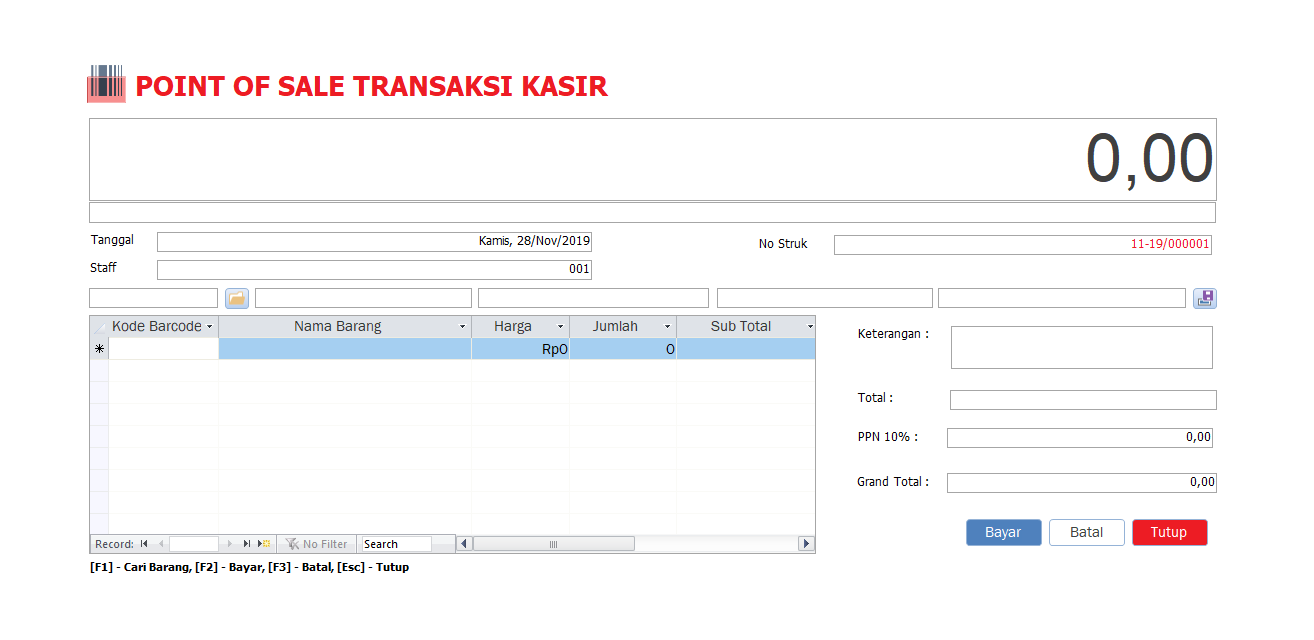 POINT OF SALE TRANSAKSI KASIR
0,00
Tanggal Kamis, 28/Nov/2019
No Struk 11-19/000001
Staff 001
Kode Barcode Nama Barang Harga Jumlah Sub Total
* Rp0 0
Keterangan :
Total :
PPN 10% : 0,00
Grand Total : 0,00
Bayar Batal Tutup
Record: No Filter Search
[F1] - Cari Barang, [F2] - Bayar, [F3] - Batal, [Esc] - Tutup